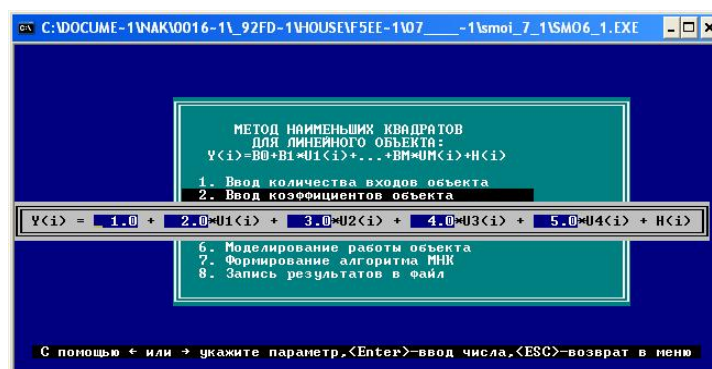 C:\DOCUME~1\NAK\0016~1\_92FD~1\HOUSE\F5EE~1\07____~1\smoi_7_1\SMO6_1.EXE
МЕТОД НАИМЕНЬШИХ КВАДРАТОВ
ДЛЯ ЛИНЕЙНОГО ОБЪЕКТА:
Y(i)=B0+B1*U1(i)+...+BM*UM(i)+H(i)
1. Ввод количества входов объекта
2. Ввод коэффициентов объекта
Y(i) = 1.0 + 2.0*U1(i) + 3.0*U2(i) + 4.0*U3(i) + 5.0*U4(i) + H(i)
6. Моделирование работы объекта
7. Формирование алгоритма МНК
8. Запись результатов в файл
С помощью ← или → укажите параметр,<Enter>-ввод числа,<ESC>-возврат в меню